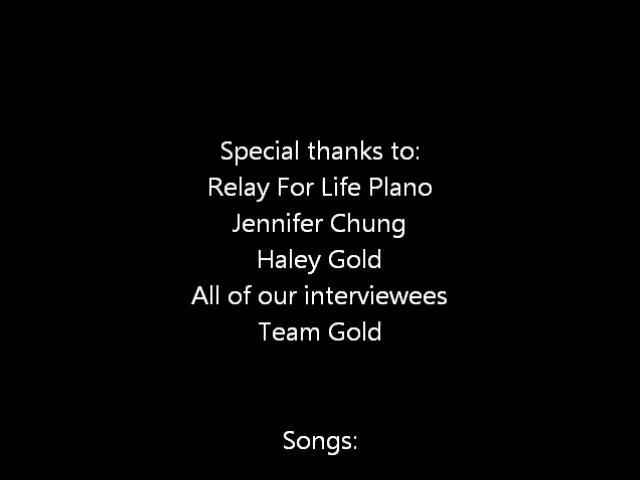 Special thanks to:
Relay For Life Plano
Jennifer Chung
Haley Gold
All of our interviewees
Team Gold
Songs: